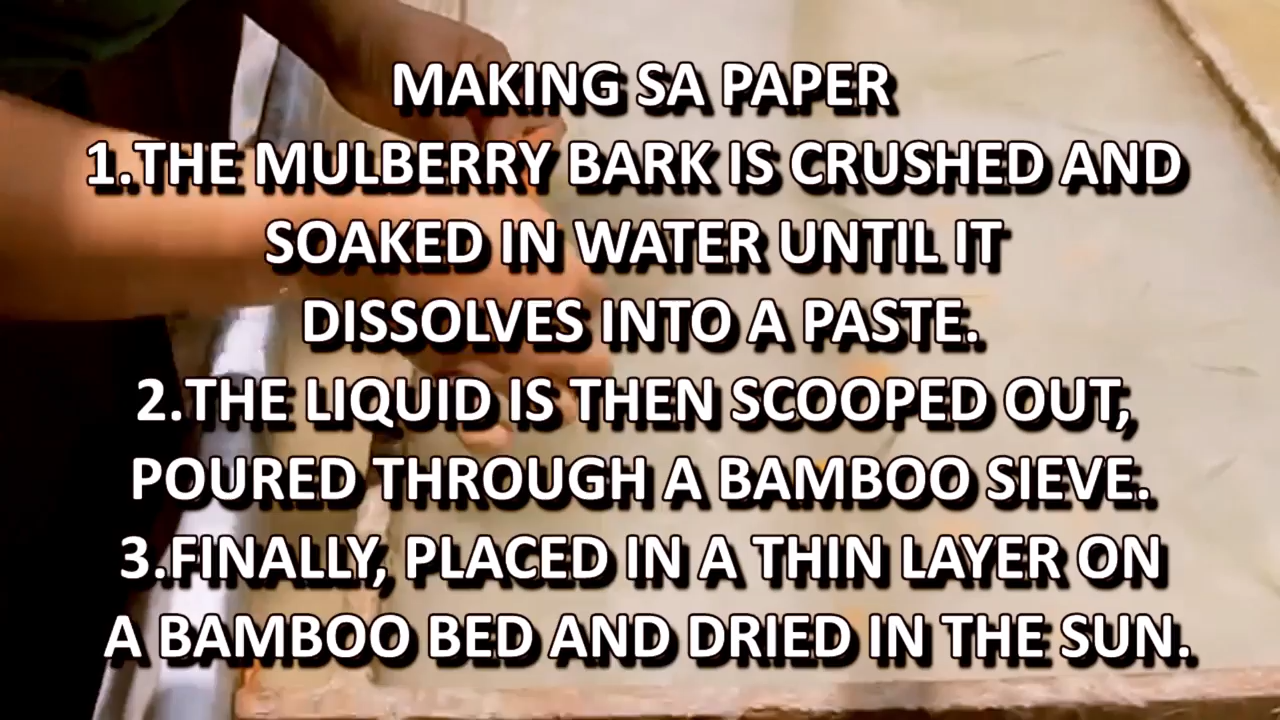 MAKING SA PAPER
1.THE MULBERRY BARK IS CRUSHED AND
SOAKED IN WATER UNTIL IT
DISSOLVES INTO A PASTE.
2.THE LIQUID IS THEN SCOOPED OUT,
POURED THROUGH A BAMBOO SIEVE.
3.FINALLY, PLACED IN A THIN LAYER ON
A BAMBOO BED AND DRIED IN THE SUN.